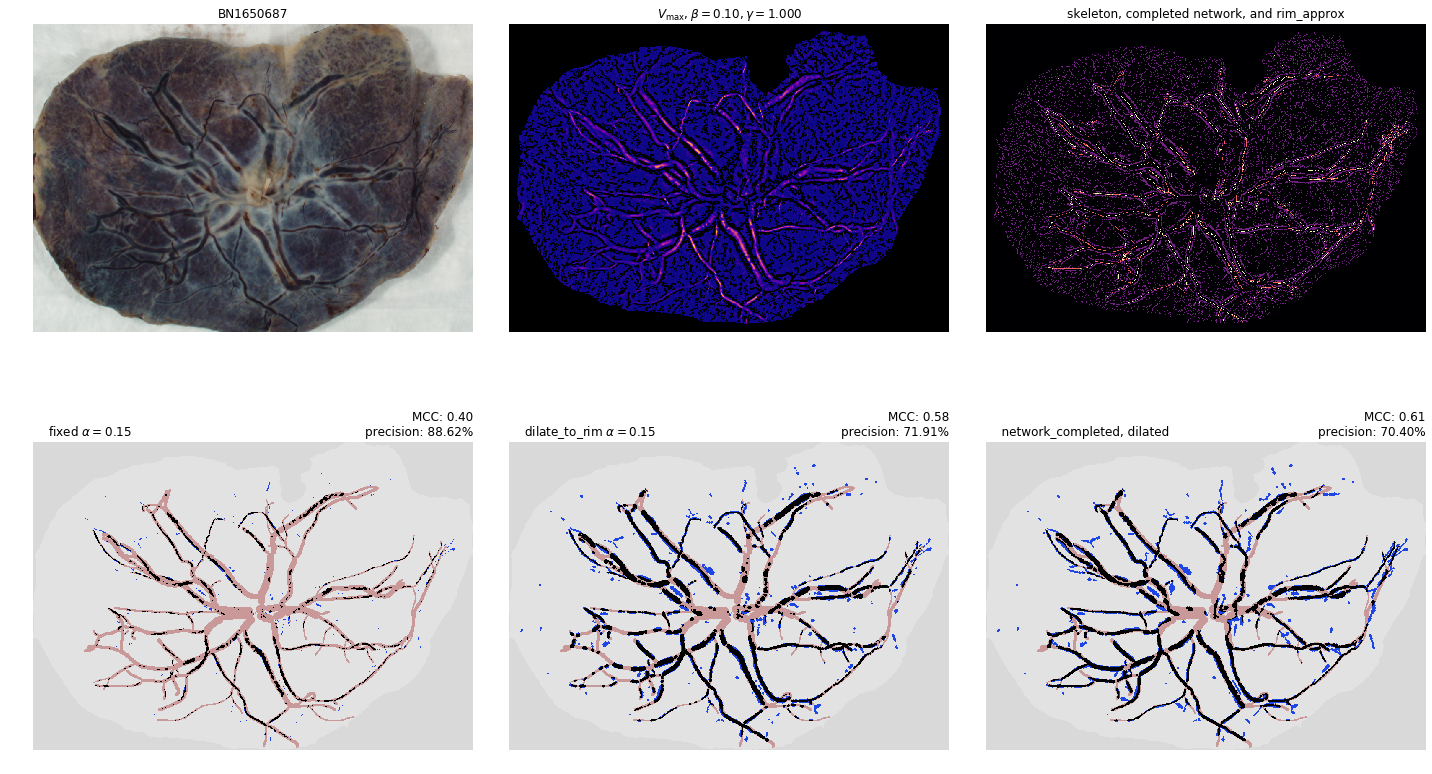 BN1650687
V_max, β = 0.10, γ = 1.000
skeleton, completed network, and rim_approx
MCC: 0.40
fixed α = 0.15
precision: 88.62%
MCC: 0.58
dilate_to_rim α = 0.15
precision: 71.91%
MCC: 0.61
network_completed, dilated
precision: 70.40%